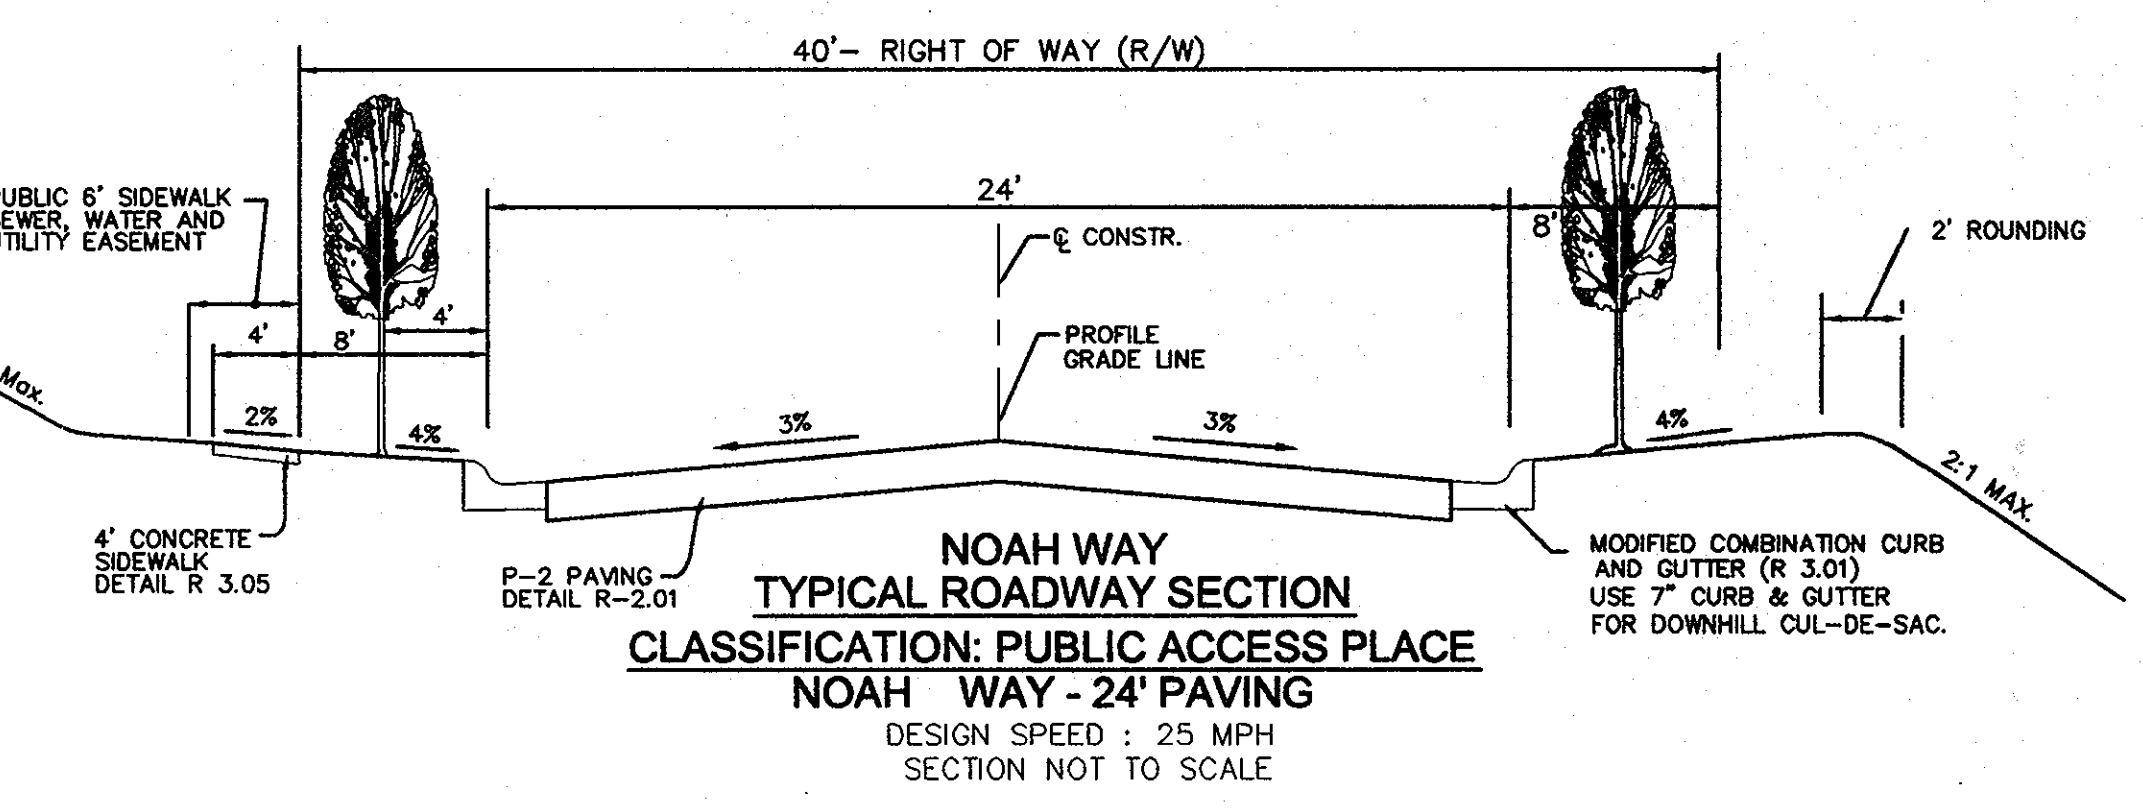 40'- RIGHT OF WAY (R/W)
6' SIDEWALK
WATER AND
EASEMENT
24'
8'
℄ CONSTR.
2' ROUNDING
4'
4'
8'
PROFILE
GRADE LINE
Max.
2%
4%
3%
3%
4%
2:1 MAX.
4' CONCRETE
SIDEWALK
DETAIL R 3.05
P-2 PAVING
DETAIL R-2.01
MODIFIED COMBINATION CURB
AND GUTTER (R 3.01)
USE 7" CURB & GUTTER
FOR DOWNHILL CUL-DE-SAC.
NOAH WAY
TYPICAL ROADWAY SECTION
CLASSIFICATION: PUBLIC ACCESS PLACE
NOAH WAY - 24' PAVING
DESIGN SPEED : 25 MPH
SECTION NOT TO SCALE